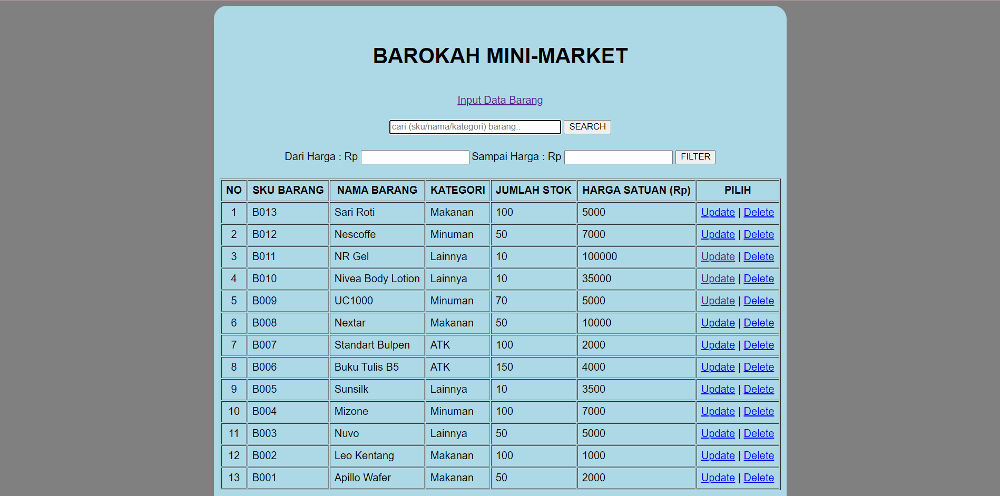 BAROKAH MINI-MARKET
Input Data Barang
cari (sku/nama/kategori) barang.. SEARCH
Dari Harga : Rp Sampai Harga : Rp FILTER
NO SKU BARANG NAMA BARANG KATEGORI JUMLAH STOK HARGA SATUAN (Rp) PILIH
1 B013 Sari Roti Makanan 100 5000 Update | Delete
2 B012 Nescoffe Minuman 50 7000 Update | Delete
3 B011 NR Gel Lainnya 10 100000 Update | Delete
4 B010 Nivea Body Lotion Lainnya 10 35000 Update | Delete
5 B009 UC1000 Minuman 70 5000 Update | Delete
6 B008 Nextar Makanan 50 10000 Update | Delete
7 B007 Standart Bulpen ATK 100 2000 Update | Delete
8 B006 Buku Tulis B5 ATK 150 4000 Update | Delete
9 B005 Sunsilk Lainnya 10 3500 Update | Delete
10 B004 Mizone Minuman 100 7000 Update | Delete
11 B003 Nuvo Lainnya 50 5000 Update | Delete
12 B002 Leo Kentang Makanan 100 1000 Update | Delete
13 B001 Apillo Wafer Makanan 50 2000 Update | Delete